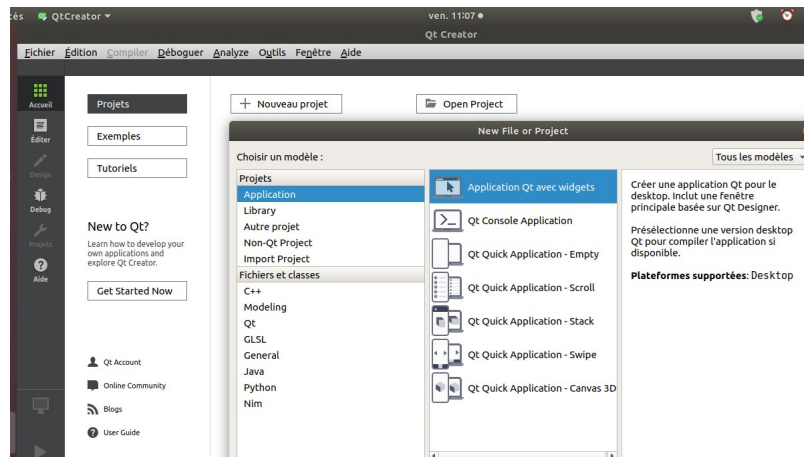 és QtCreator ven. 11:07
Qt Creator
Fichier Édition Compiler Déboguer Analyze Outils Fenêtre Aide
Accueil
Éditer
Design
Debug
Projets
Aide
Projets
Exemples
Tutoriels
New to Qt?
Learn how to develop your
own applications and
explore Qt Creator.
Get Started Now
Qt Account
Online Community
Blogs
User Guide
Nouveau projet
Open Project
New File or Project
Choisir un modèle :
Tous les modèles
Projets
Application
Library
Autre projet
Non-Qt Project
Import Project
Fichiers et classes
C++
Modeling
Qt
GLSL
General
Java
Python
Nim
Application Qt avec widgets
Qt Console Application
Qt Quick Application - Empty
Qt Quick Application - Scroll
Qt Quick Application - Stack
Qt Quick Application - Swipe
Qt Quick Application - Canvas 3D
Créer une application Qt pour le
desktop. Inclut une fenêtre
principale basée sur Qt Designer.
Présélectionne une version desktop
Qt pour compiler l'application si
disponible.
Plateformes supportées: Desktop